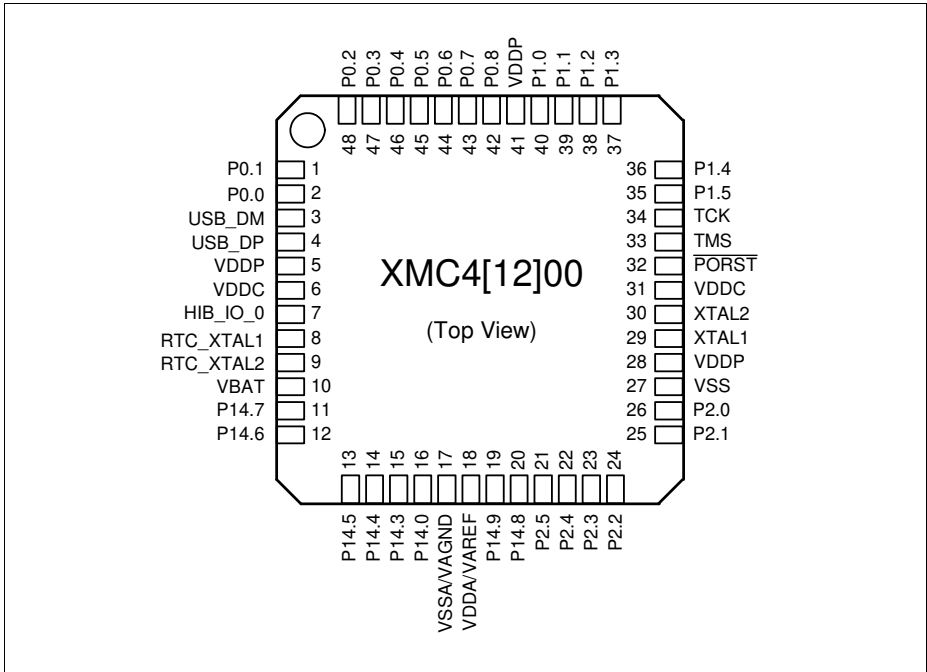 P0.2 P0.3 P0.4 P0.5 P0.6 P0.7 P0.8 VDDP P1.0 P1.1 P1.2 P1.3
48 47 46 45 44 43 42 41 40 39 38 37
P0.1 1 36 P1.4
P0.0 2 35 P1.5
USB_DM 3 34 TCK
USB_DP 4 33 TMS
VDDP 5 32 PORST
VDDC 6 31 VDDC
HIB_IO_0 7 30 XTAL2
RTC_XTAL1 8 29 XTAL1
RTC_XTAL2 9 28 VDDP
VBAT 10 27 VSS
P14.7 11 26 P2.0
P14.6 12 25 P2.1
XMC4[12]00
(Top View)
13 14 15 16 17 18 19 20 21 22 23 24
P14.5 P14.4 P14.3 P14.0 VSSA/VAGND VDDA/VAREF P14.9 P14.8 P2.5 P2.4 P2.3 P2.2